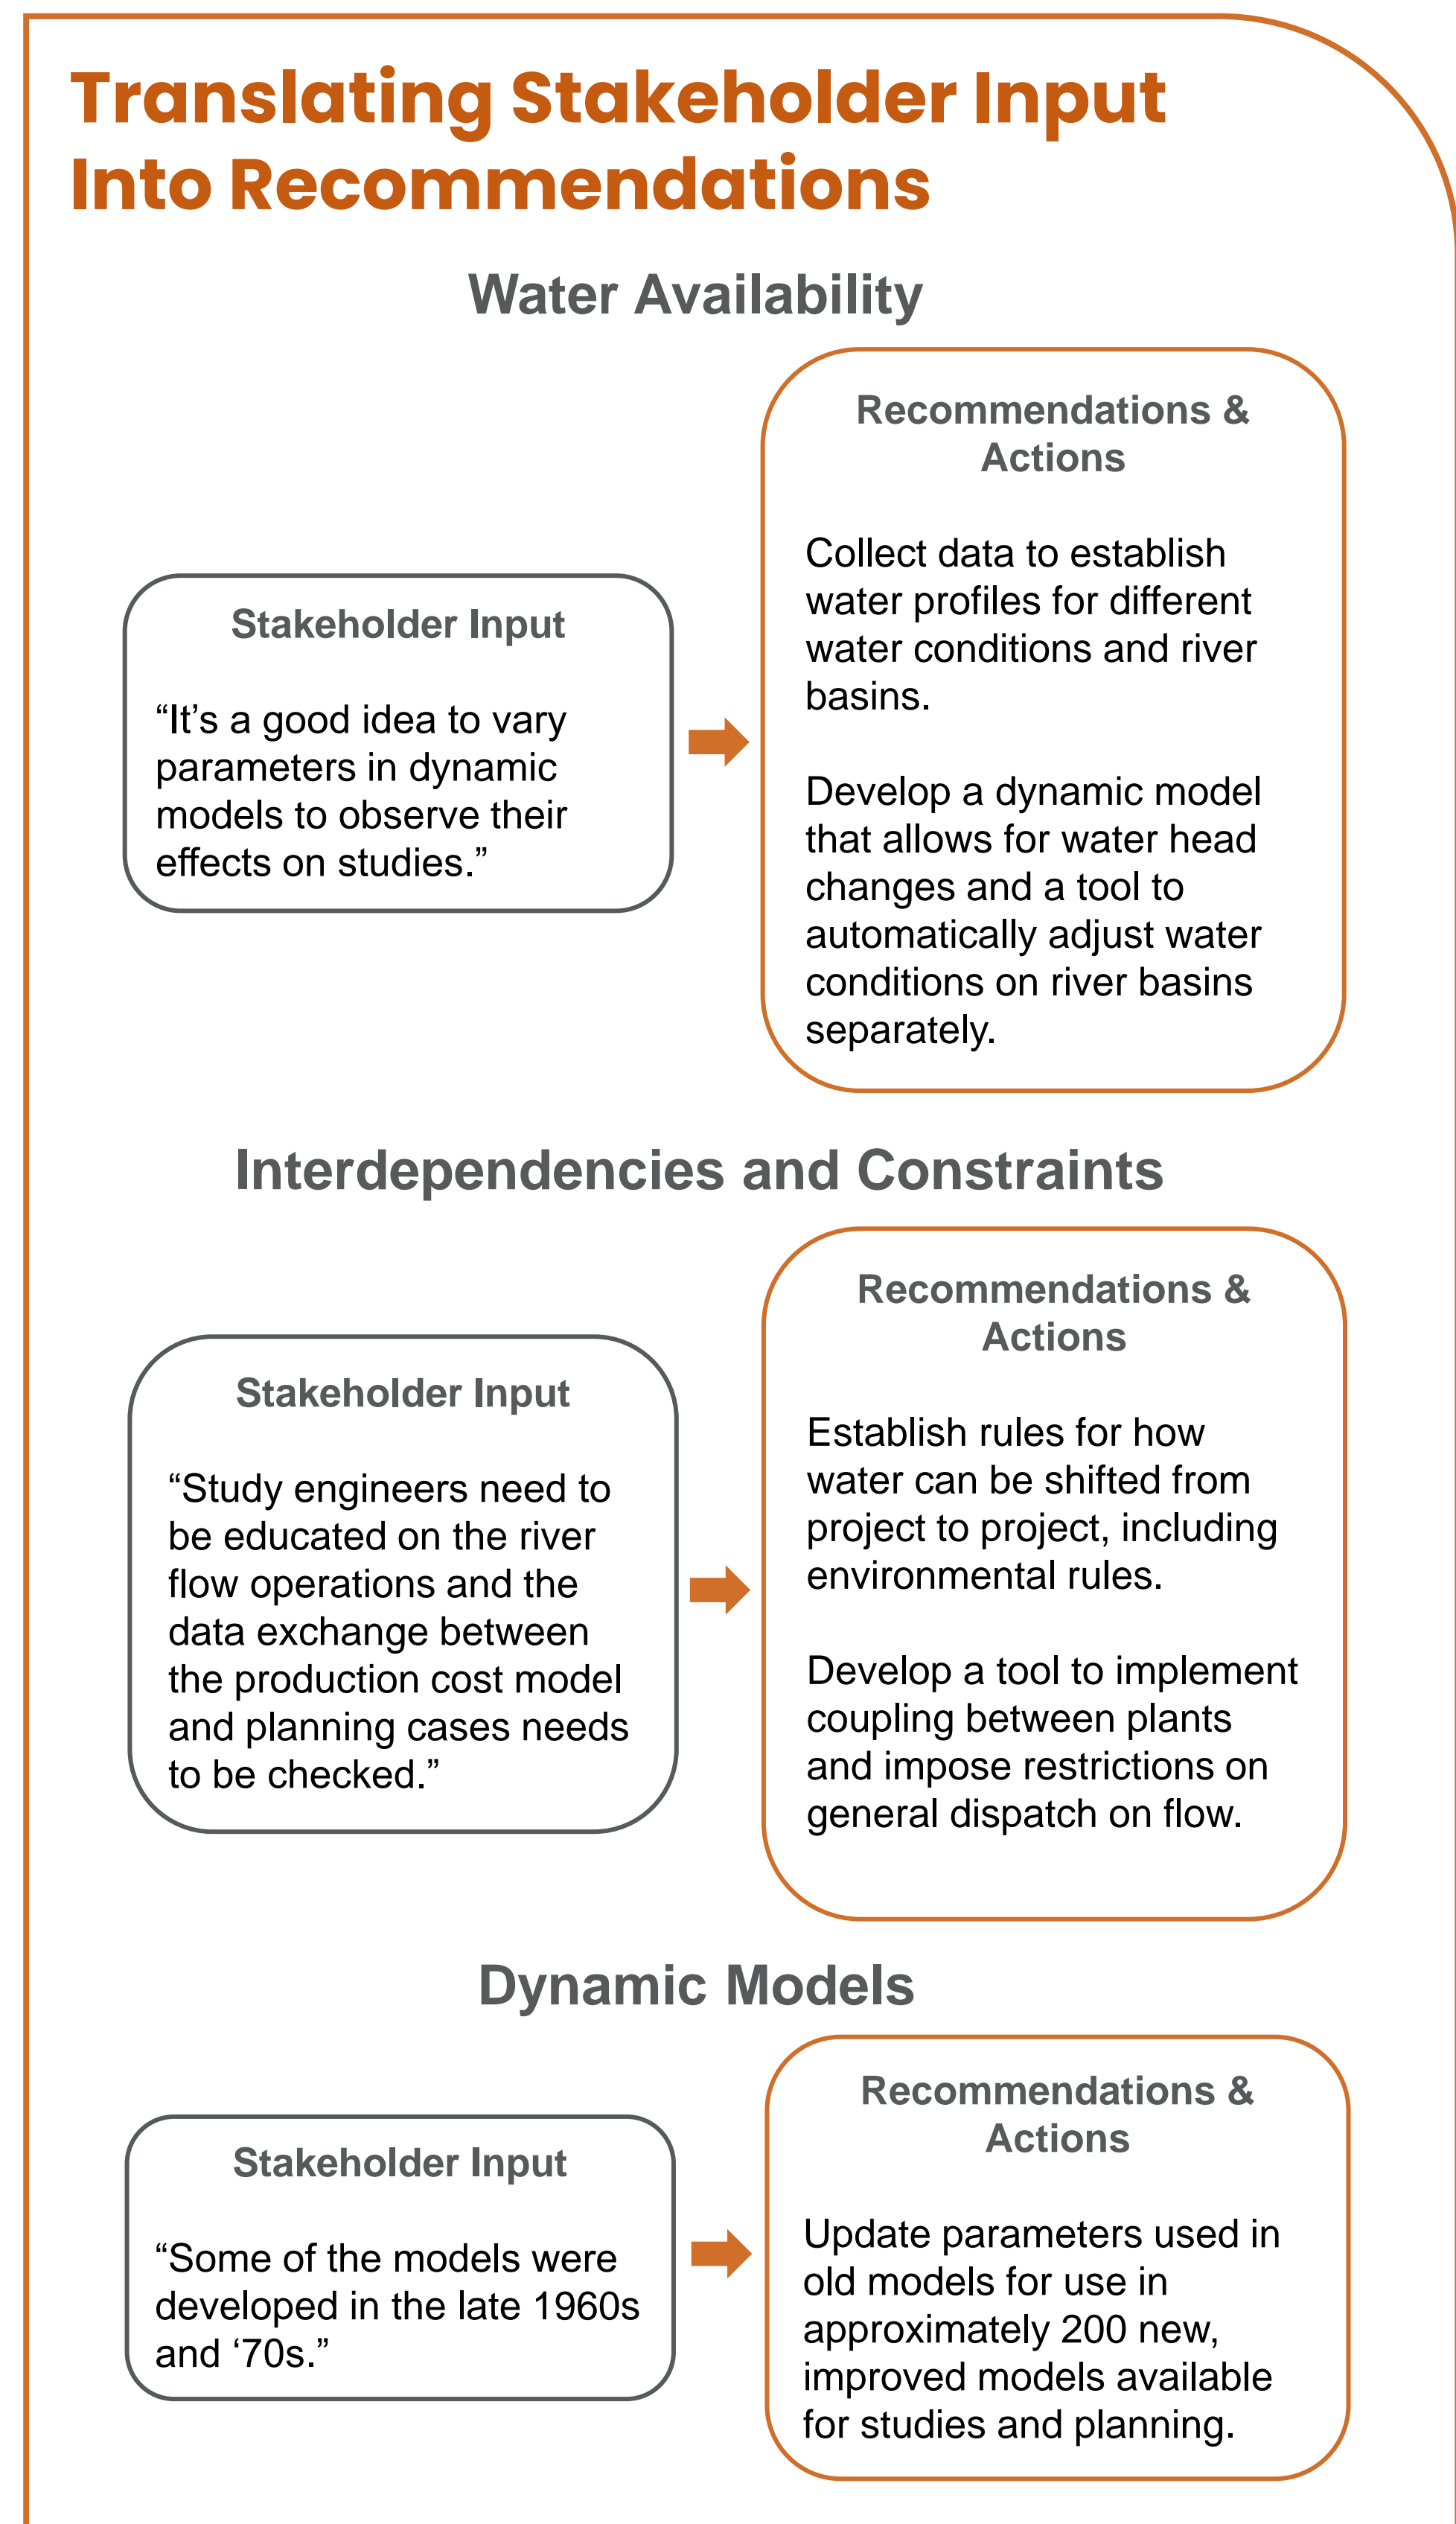 Translating Stakeholder Input
Into Recommendations
Water Availability
Stakeholder Input
“It’s a good idea to vary
parameters in dynamic
models to observe their
effects on studies.”
Recommendations &
Actions
Collect data to establish
water profiles for different
water conditions and river
basins.
Develop a dynamic model
that allows for water head
changes and a tool to
automatically adjust water
conditions on river basins
separately.
Interdependencies and Constraints
Stakeholder Input
“Study engineers need to
be educated on the river
flow operations and the
data exchange between
the production cost model
and planning cases needs
to be checked.”
Recommendations &
Actions
Establish rules for how
water can be shifted from
project to project, including
environmental rules.
Develop a tool to implement
coupling between plants
and impose restrictions on
general dispatch on flow.
Dynamic Models
Stakeholder Input
“Some of the models were
developed in the late 1960s
and ‘70s.”
Recommendations &
Actions
Update parameters used in
old models for use in
approximately 200 new,
improved models available
for studies and planning.